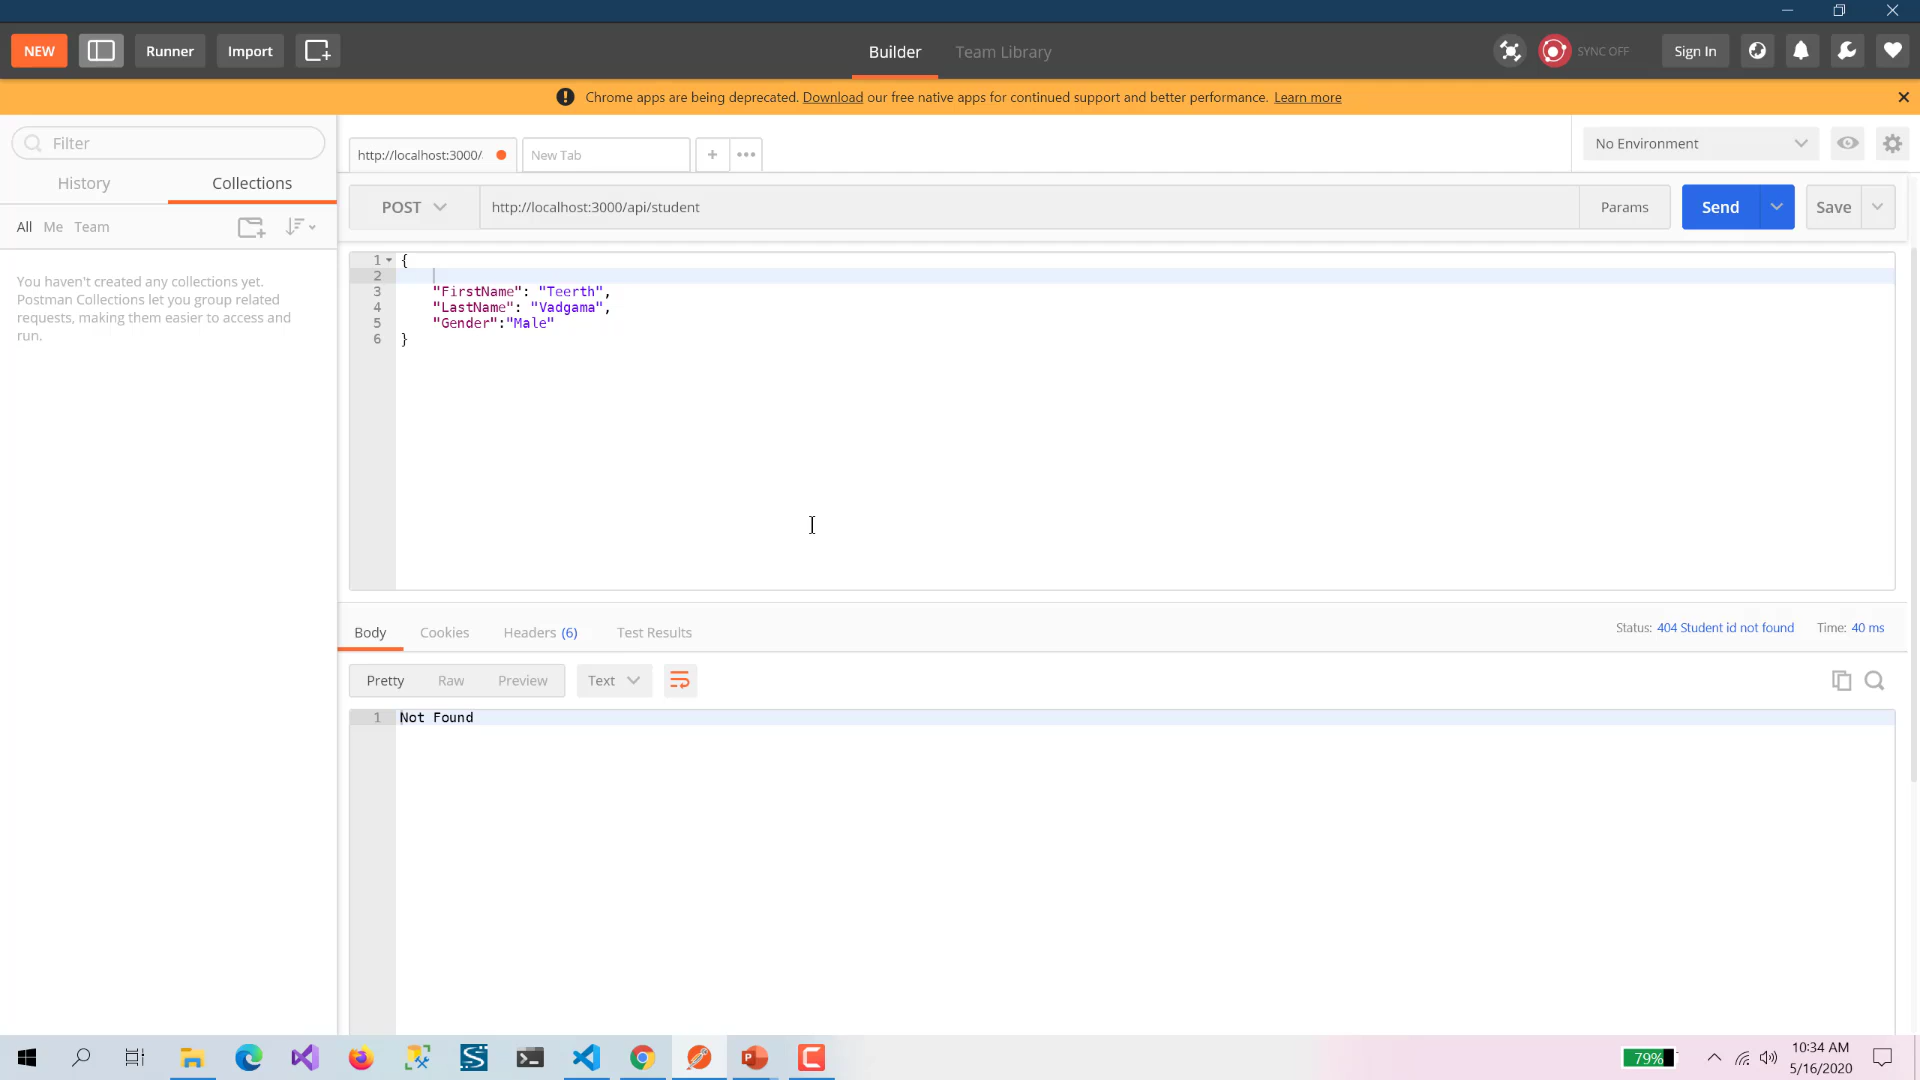 NEW
Runner
Import
Builder
Team Library
SYNC OFF
Sign In
Chrome apps are being deprecated. Download our free native apps for continued support and better performance. Learn more
Filter
History
Collections
All
Me
Team
You haven't created any collections yet.
Postman Collections let you group related
requests, making them easier to access and
run.
http://localhost:3000/
New Tab
No Environment
POST
http://localhost:3000/api/student
Params
Send
Save
1 {
2
3 "FirstName": "Teerth",
4 "LastName": "Vadgama",
5 "Gender":"Male"
6 }
Body
Cookies
Headers (6)
Test Results
Status: 404 Student id not found
Time: 40 ms
Pretty
Raw
Preview
Text
1 Not Found
79%
10:34 AM
5/16/2020